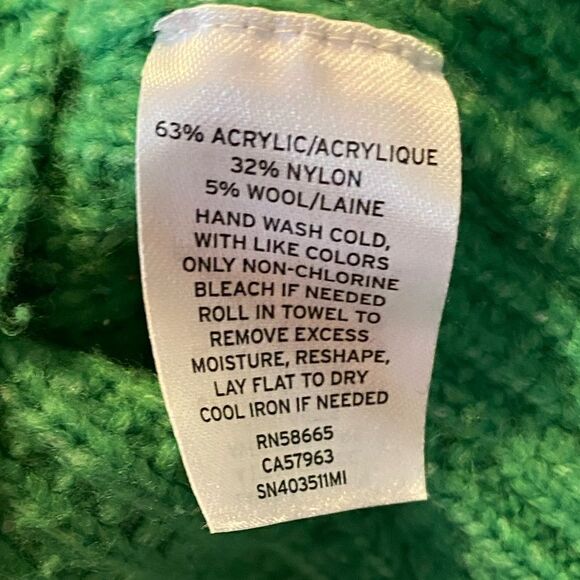 63% ACRYLIC/ACRYLIQUE
32% NYLON
5% WOOL/LAINE
HAND WASH COLD,
WITH LIKE COLORS
ONLY NON-CHLORINE
BLEACH IF NEEDED
ROLL IN TOWEL TO
REMOVE EXCESS
MOISTURE, RESHAPE,
LAY FLAT TO DRY
COOL IRON IF NEEDED
RN58665
CA57963
SN403511MI